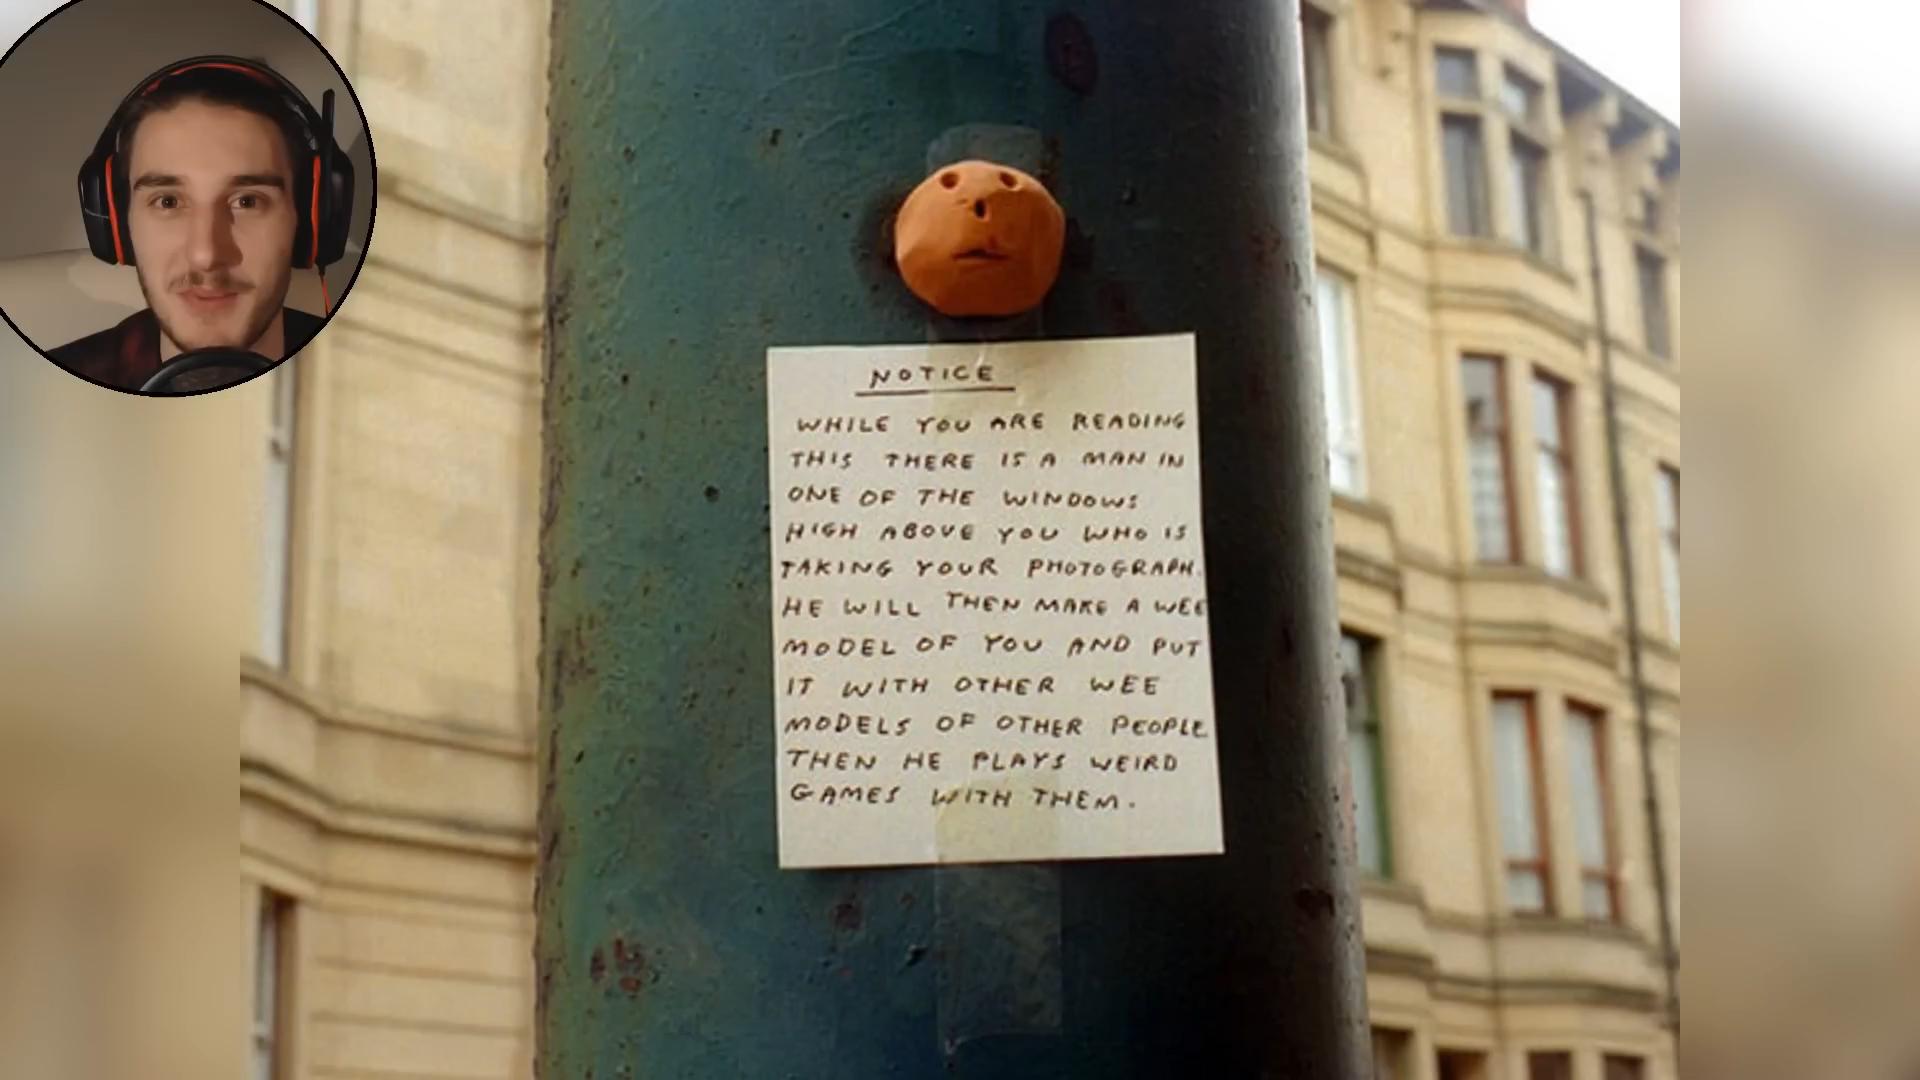 NOTICE
WHILE YOU ARE READING
THIS THERE IS A MAN IN
ONE OF THE WINDOWS
HIGH ABOVE YOU WHO IS
TAKING YOUR PHOTOGRAPH.
HE WILL THEN MAKE A WEE
MODEL OF YOU AND PUT
IT WITH OTHER WEE
MODELS OF OTHER PEOPLE
THEN HE PLAYS WEIRD
GAMES WITH THEM.